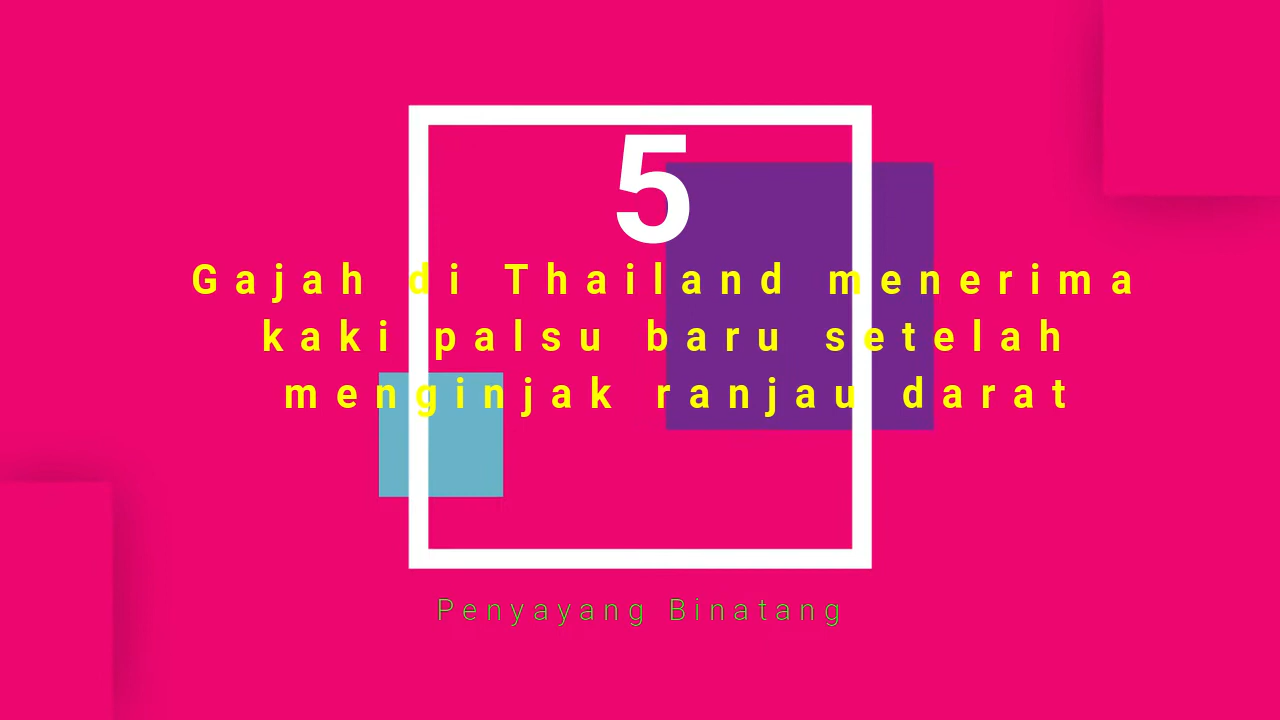 5
Gajah di Thailand menerima
kaki palsu baru setelah
menginjak ranjau darat
Penyayang Binatang